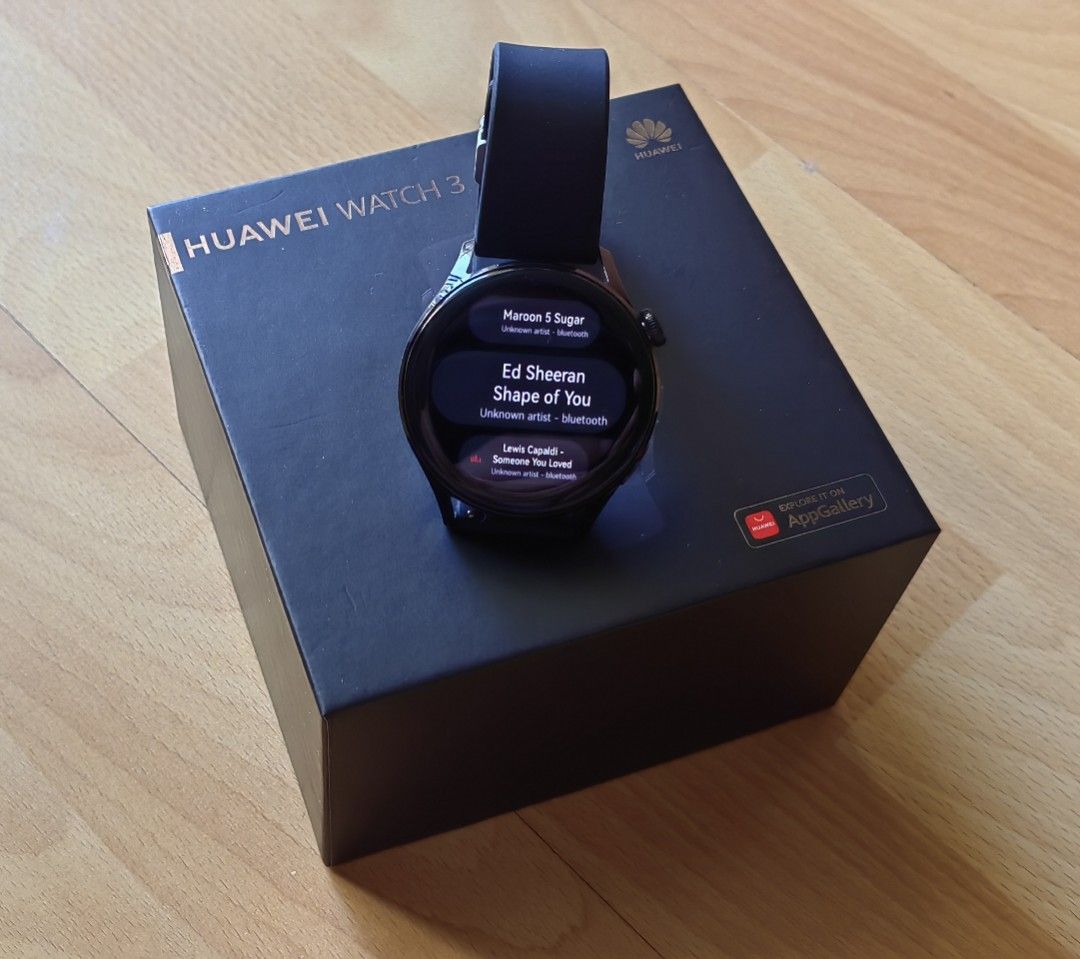 HUAWEI WATCH 3
HUAWEI
Maroon 5 Sugar
Unknown artist - bluetooth
Ed Sheeran
Shape of You
Unknown artist - bluetooth
Lewis Capaldi -
Someone You Loved
Unknown artist - bluetooth
EXPLORE IT ON
AppGallery
HUAWEI